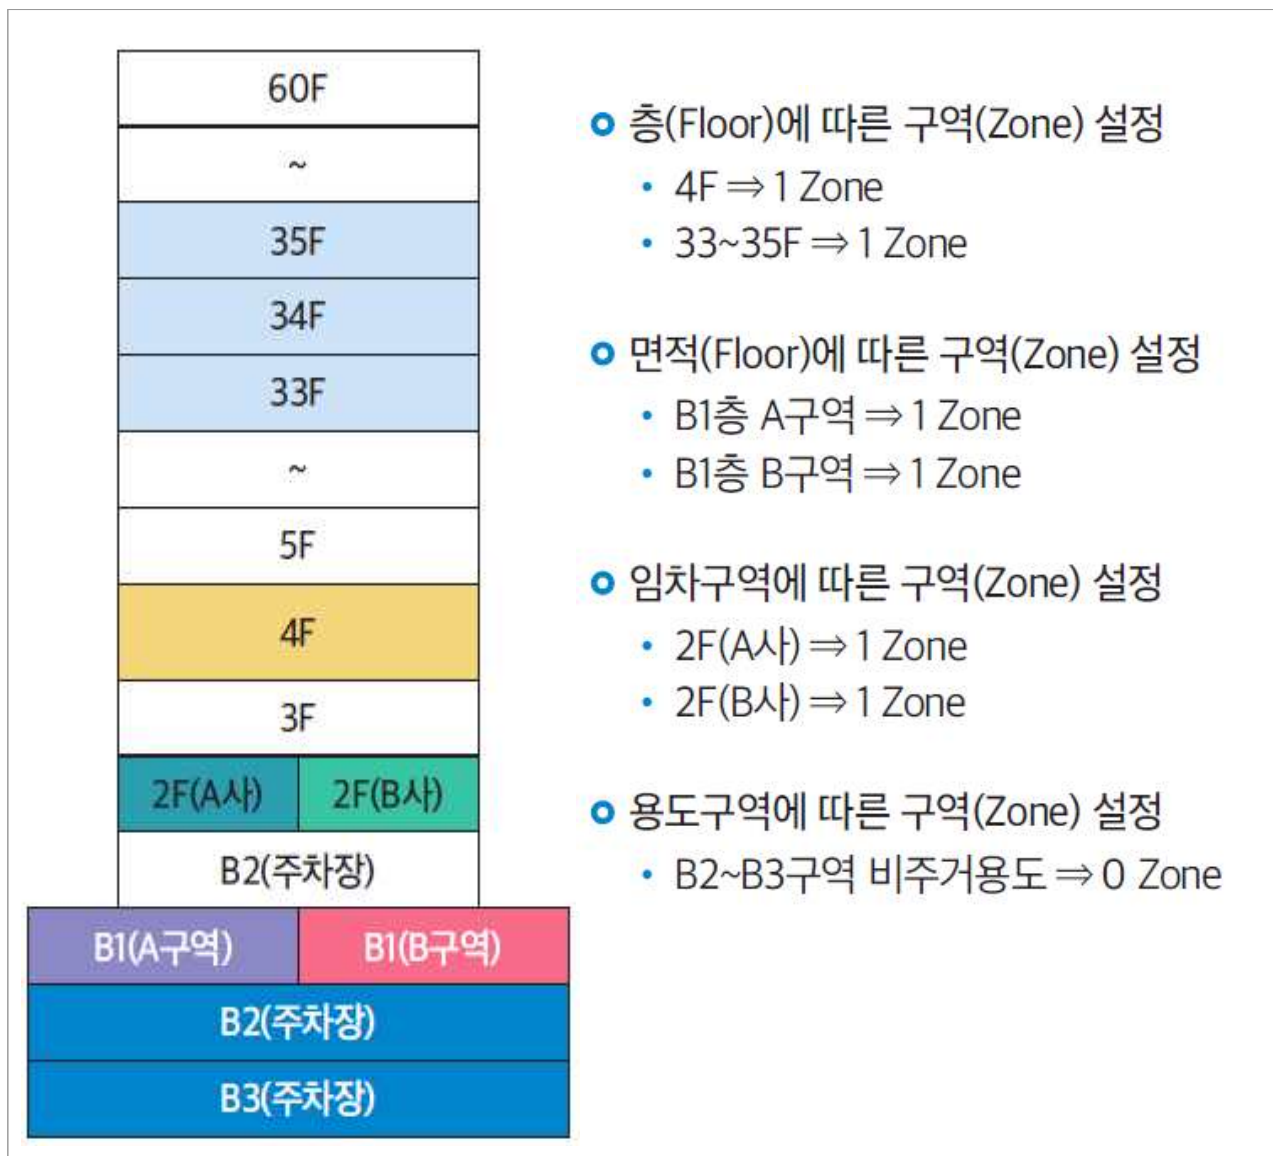 60F
~
35F
34F
33F
~
5F
4F
3F
2F(A사) 2F(B사)
B2(주차장)
B1(A구역) B1(B구역)
B2(주차장)
B3(주차장)
층(Floor)에 따른 구역(Zone) 설정
• 4F ⇒ 1 Zone
• 33~35F ⇒ 1 Zone
면적(Floor)에 따른 구역(Zone) 설정
• B1층 A구역 ⇒ 1 Zone
• B1층 B구역 ⇒ 1 Zone
임차구역에 따른 구역(Zone) 설정
• 2F(A사) ⇒ 1 Zone
• 2F(B사) ⇒ 1 Zone
용도구역에 따른 구역(Zone) 설정
• B2~B3구역 비주거용도 ⇒ 0 Zone